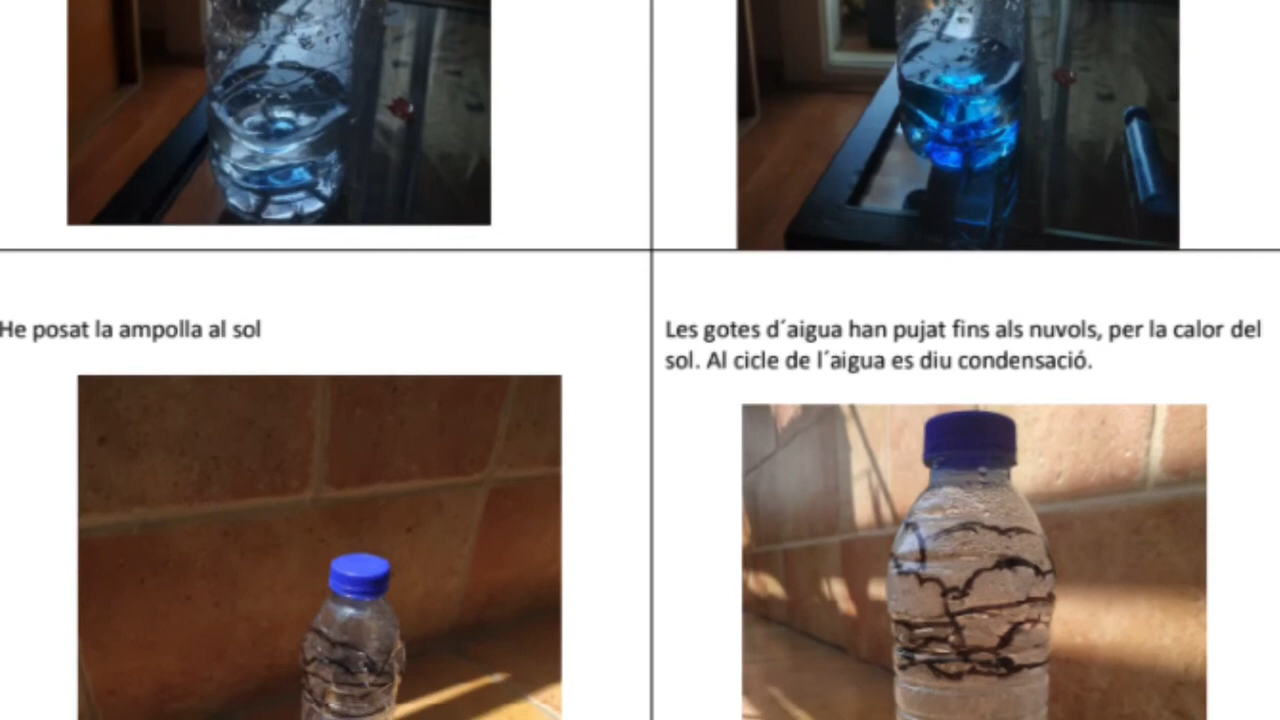 He posat la ampolla al sol
Les gotes d´aigua han pujat fins als nuvols, per la calor del
sol. Al cicle de l´aigua es diu condensació.